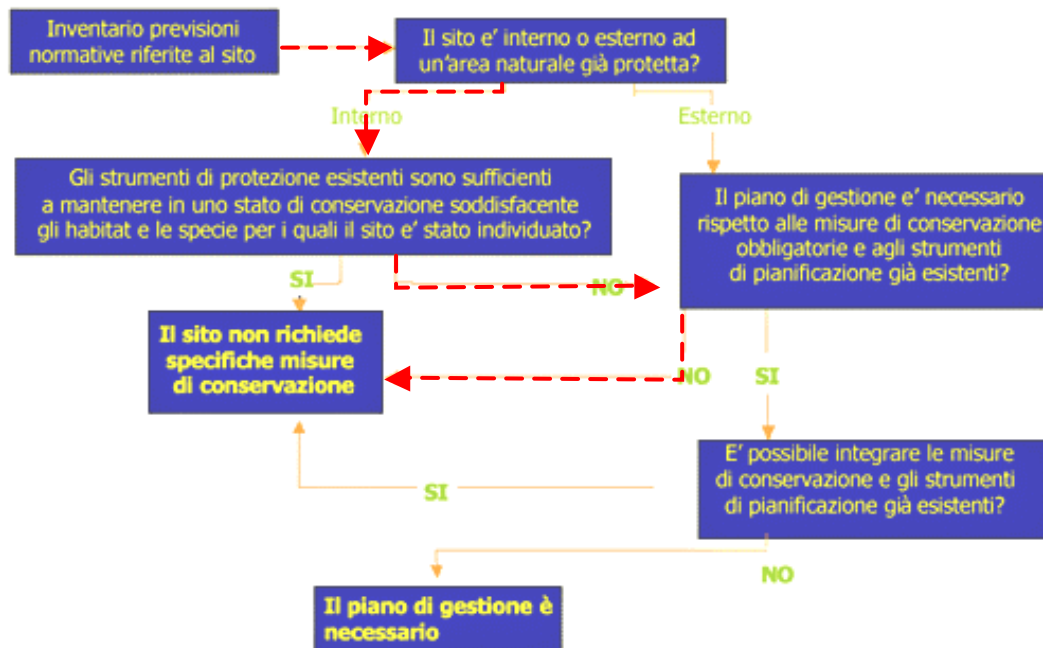 Inventario previsioni
normative riferite al sito
Il sito e' interno o esterno ad
un'area naturale già protetta?
Interno
Esterno
Gli strumenti di protezione esistenti sono sufficienti
a mantenere in uno stato di conservazione soddisfacente
gli habitat e le specie per i quali il sito e' stato individuato?
Il piano di gestione e' necessario
rispetto alle misure di conservazione
obbligatorie e agli strumenti
di pianificazione già esistenti?
SI
NO
Il sito non richiede
specifiche misure
di conservazione
NO
SI
E' possibile integrare le misure
di conservazione e gli strumenti
di pianificazione già esistenti?
SI
NO
Il piano di gestione è
necessario